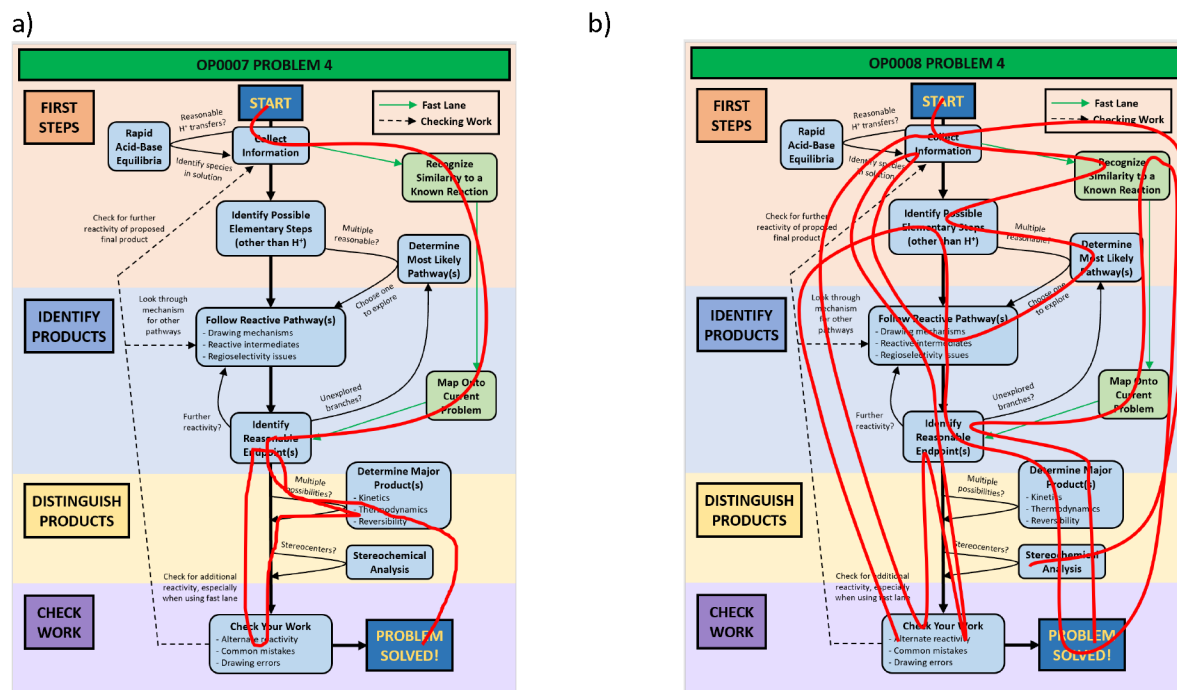 a)
OP0007 PROBLEM 4
FIRST
STEPS
START
Reasonable
H⁺ transfers?
Fast Lane
Checking Work
Rapid
Acid-Base
Equilibria
Collect
Information
Identify species
in solution
Recognize
Similarity to a
Known Reaction
Check for further
reactivity of proposed
final product
Identify Possible
Elementary Steps
(other than H⁺)
Multiple
reasonable?
Determine
Most Likely
Pathway(s)
Choose one
to explore
IDENTIFY
PRODUCTS
Look through
mechanism
for other
pathways
Follow Reactive Pathway(s)
- Drawing mechanisms
- Reactive intermediates
- Regioselectivity issues
Unexplored
branches?
Map Onto
Current
Problem
Further
reactivity?
Identify
Reasonable
Endpoint(s)
DISTINGUISH
PRODUCTS
Multiple
possibilities?
Determine Major
Product(s)
- Kinetics
- Thermodynamics
- Reversibility
Stereocenters?
Stereochemical
Analysis
Check for additional
reactivity, especially
when using fast lane
CHECK
WORK
Check Your Work
- Alternate reactivity
- Common mistakes
- Drawing errors
PROBLEM
SOLVED!
b)
OP0008 PROBLEM 4
FIRST
STEPS
START
Reasonable
H⁺ transfers?
Fast Lane
Checking Work
Rapid
Acid-Base
Equilibria
Collect
Information
Identify species
in solution
Recognize
Similarity to a
Known Reaction
Check for further
reactivity of proposed
final product
Identify Possible
Elementary Steps
(other than H⁺)
Multiple
reasonable?
Determine
Most Likely
Pathway(s)
Choose one
to explore
IDENTIFY
PRODUCTS
Look through
mechanism
for other
pathways
Follow Reactive Pathway(s)
- Drawing mechanisms
- Reactive intermediates
- Regioselectivity issues
Unexplored
branches?
Map Onto
Current
Problem
Further
reactivity?
Identify
Reasonable
Endpoint(s)
DISTINGUISH
PRODUCTS
Multiple
possibilities?
Determine Major
Product(s)
- Kinetics
- Thermodynamics
- Reversibility
Stereocenters?
Stereochemical
Analysis
Check for additional
reactivity, especially
when using fast lane
CHECK
WORK
Check Your Work
- Alternate reactivity
- Common mistakes
- Drawing errors
PROBLEM
SOLVED!